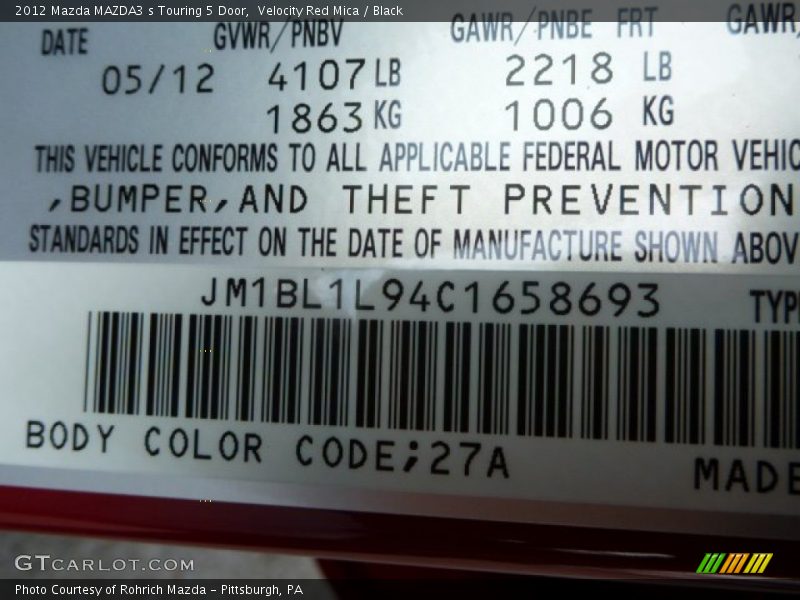 2012 Mazda MAZDA3 s Touring 5 Door,  Velocity Red Mica / Black
DATE GVWR/PNBV GAWR/PNBE FRT GAWR
05/12 4107 LB 2218 LB
1863 KG 1006 KG
THIS VEHICLE CONFORMS TO ALL APPLICABLE FEDERAL MOTOR VEHIC
,BUMPER,AND THEFT PREVENTION
STANDARDS IN EFFECT ON THE DATE OF MANUFACTURE SHOWN ABOV
JM1BL1L94C1658693 TYP
BODY COLOR CODE;27A MADE
GTCARLOT.COM
Photo Courtesy of Rohrich Mazda - Pittsburgh, PA